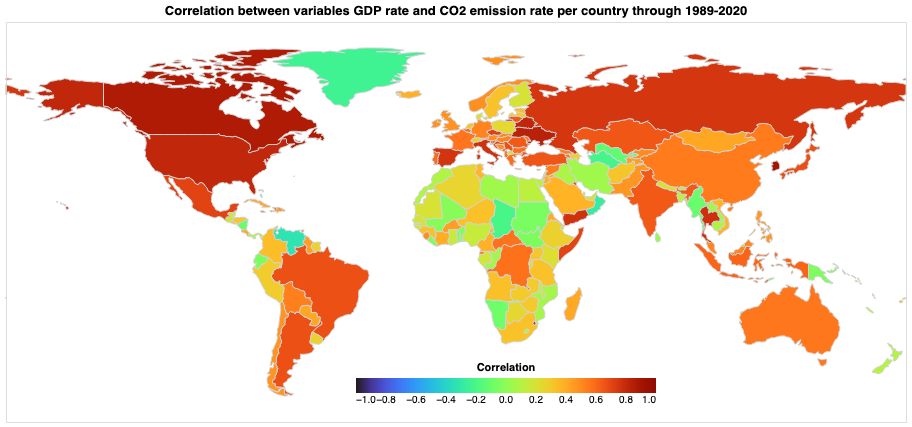 Correlation between variables GDP rate and CO2 emission rate per country through 1989-2020
Correlation
−1.0−0.8 −0.6 −0.4 −0.2 0.0 0.2 0.4 0.6 0.8 1.0